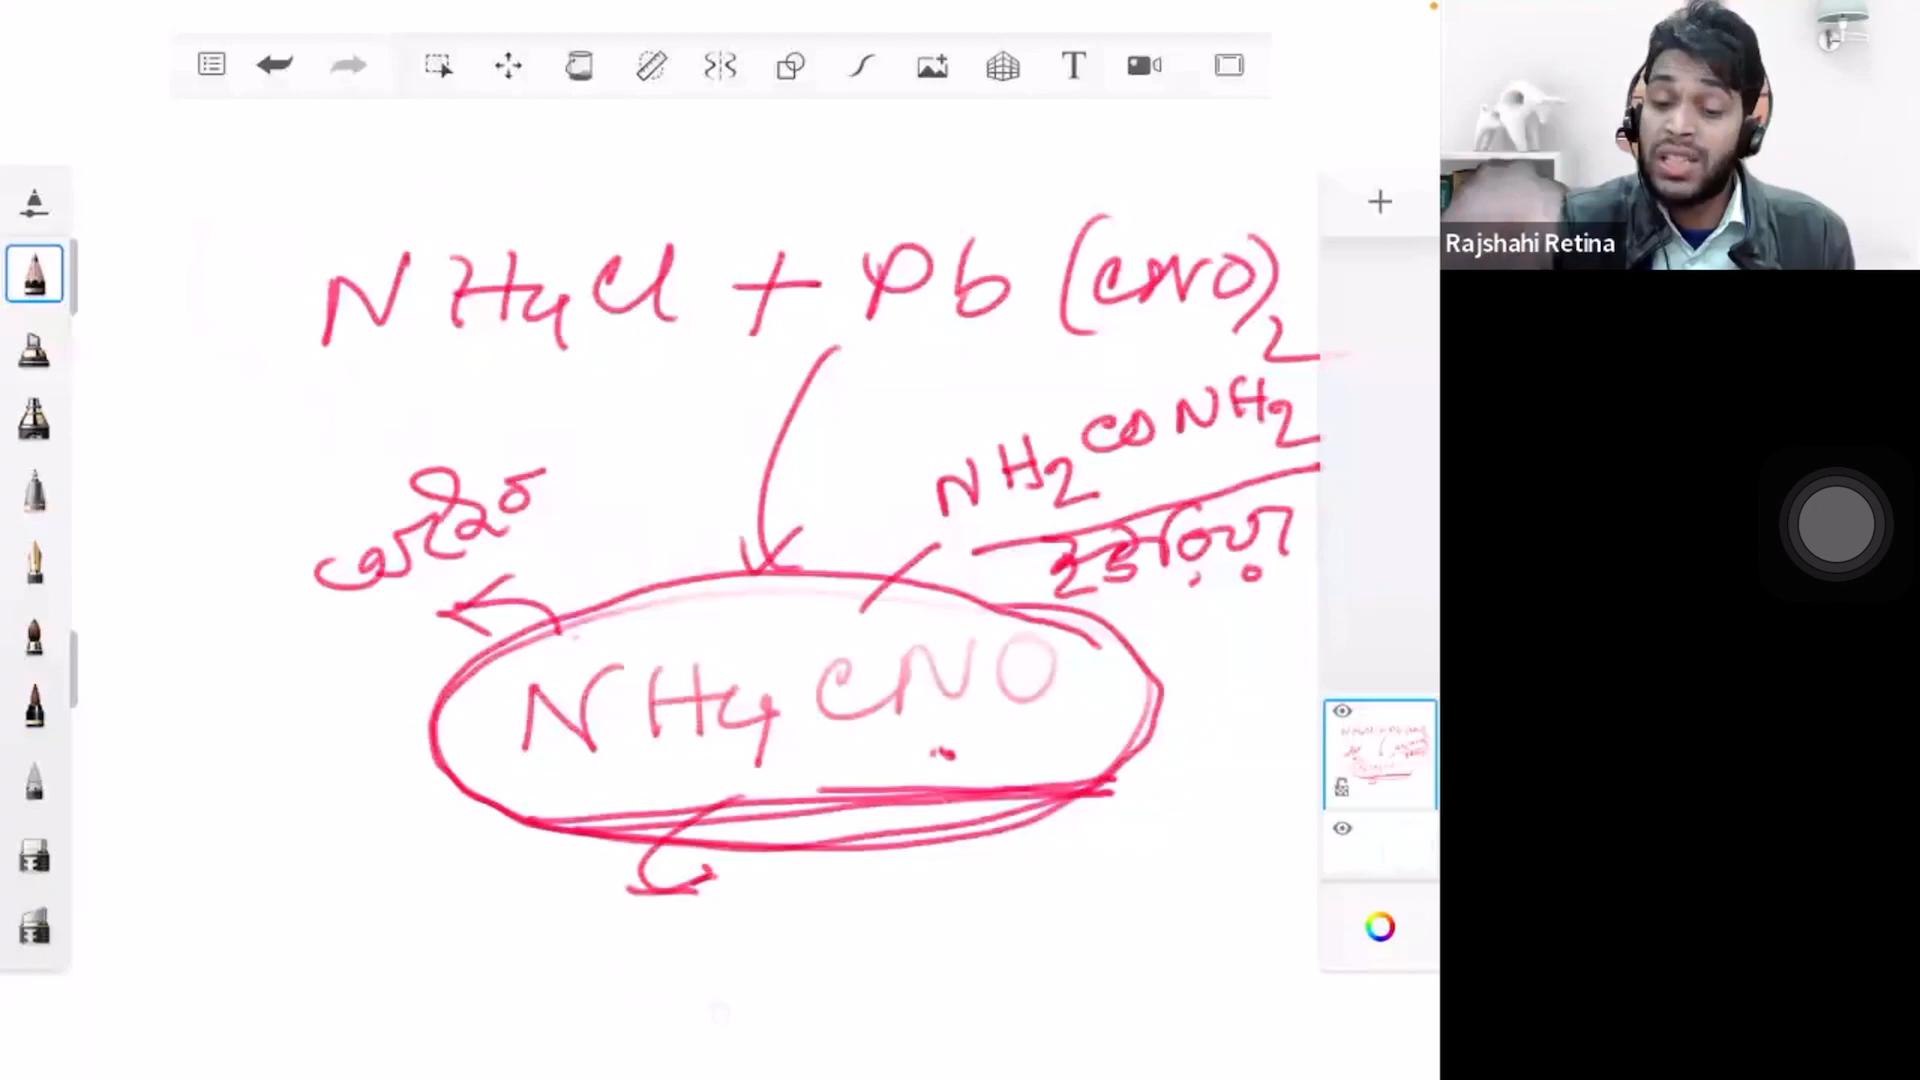 Rajshahi Retina
NH4Cl + Pb (CNO)2
NH2CONH2
ইউরিয়া
NH4CNO